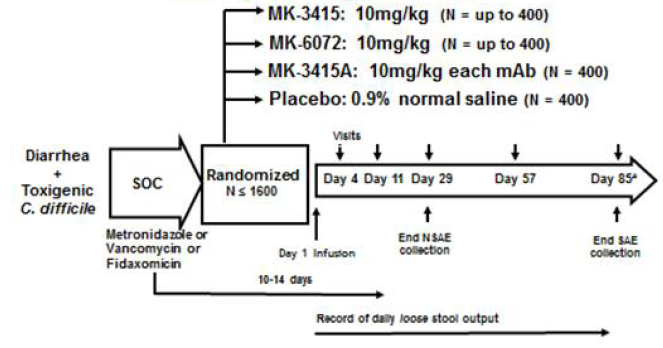 MK-3415: 10mg/kg (N = up to 400)
MK-6072: 10mg/kg (N = up to 400)
MK-3415A: 10mg/kg each mAb (N = 400)
Placebo: 0.9% normal saline (N = 400)
Visits
Diarrhea
+
Toxigenic
C. difficile
SOC
Randomized
N ≤ 1600
Day 4 Day 11 Day 29 Day 57 Day 85ª
Metronidazole or
Vancomycin or
Fidaxomicin
Day 1 Infusion
End NSAE
collection
End SAE
collection
10-14 days
Record of daily loose stool output